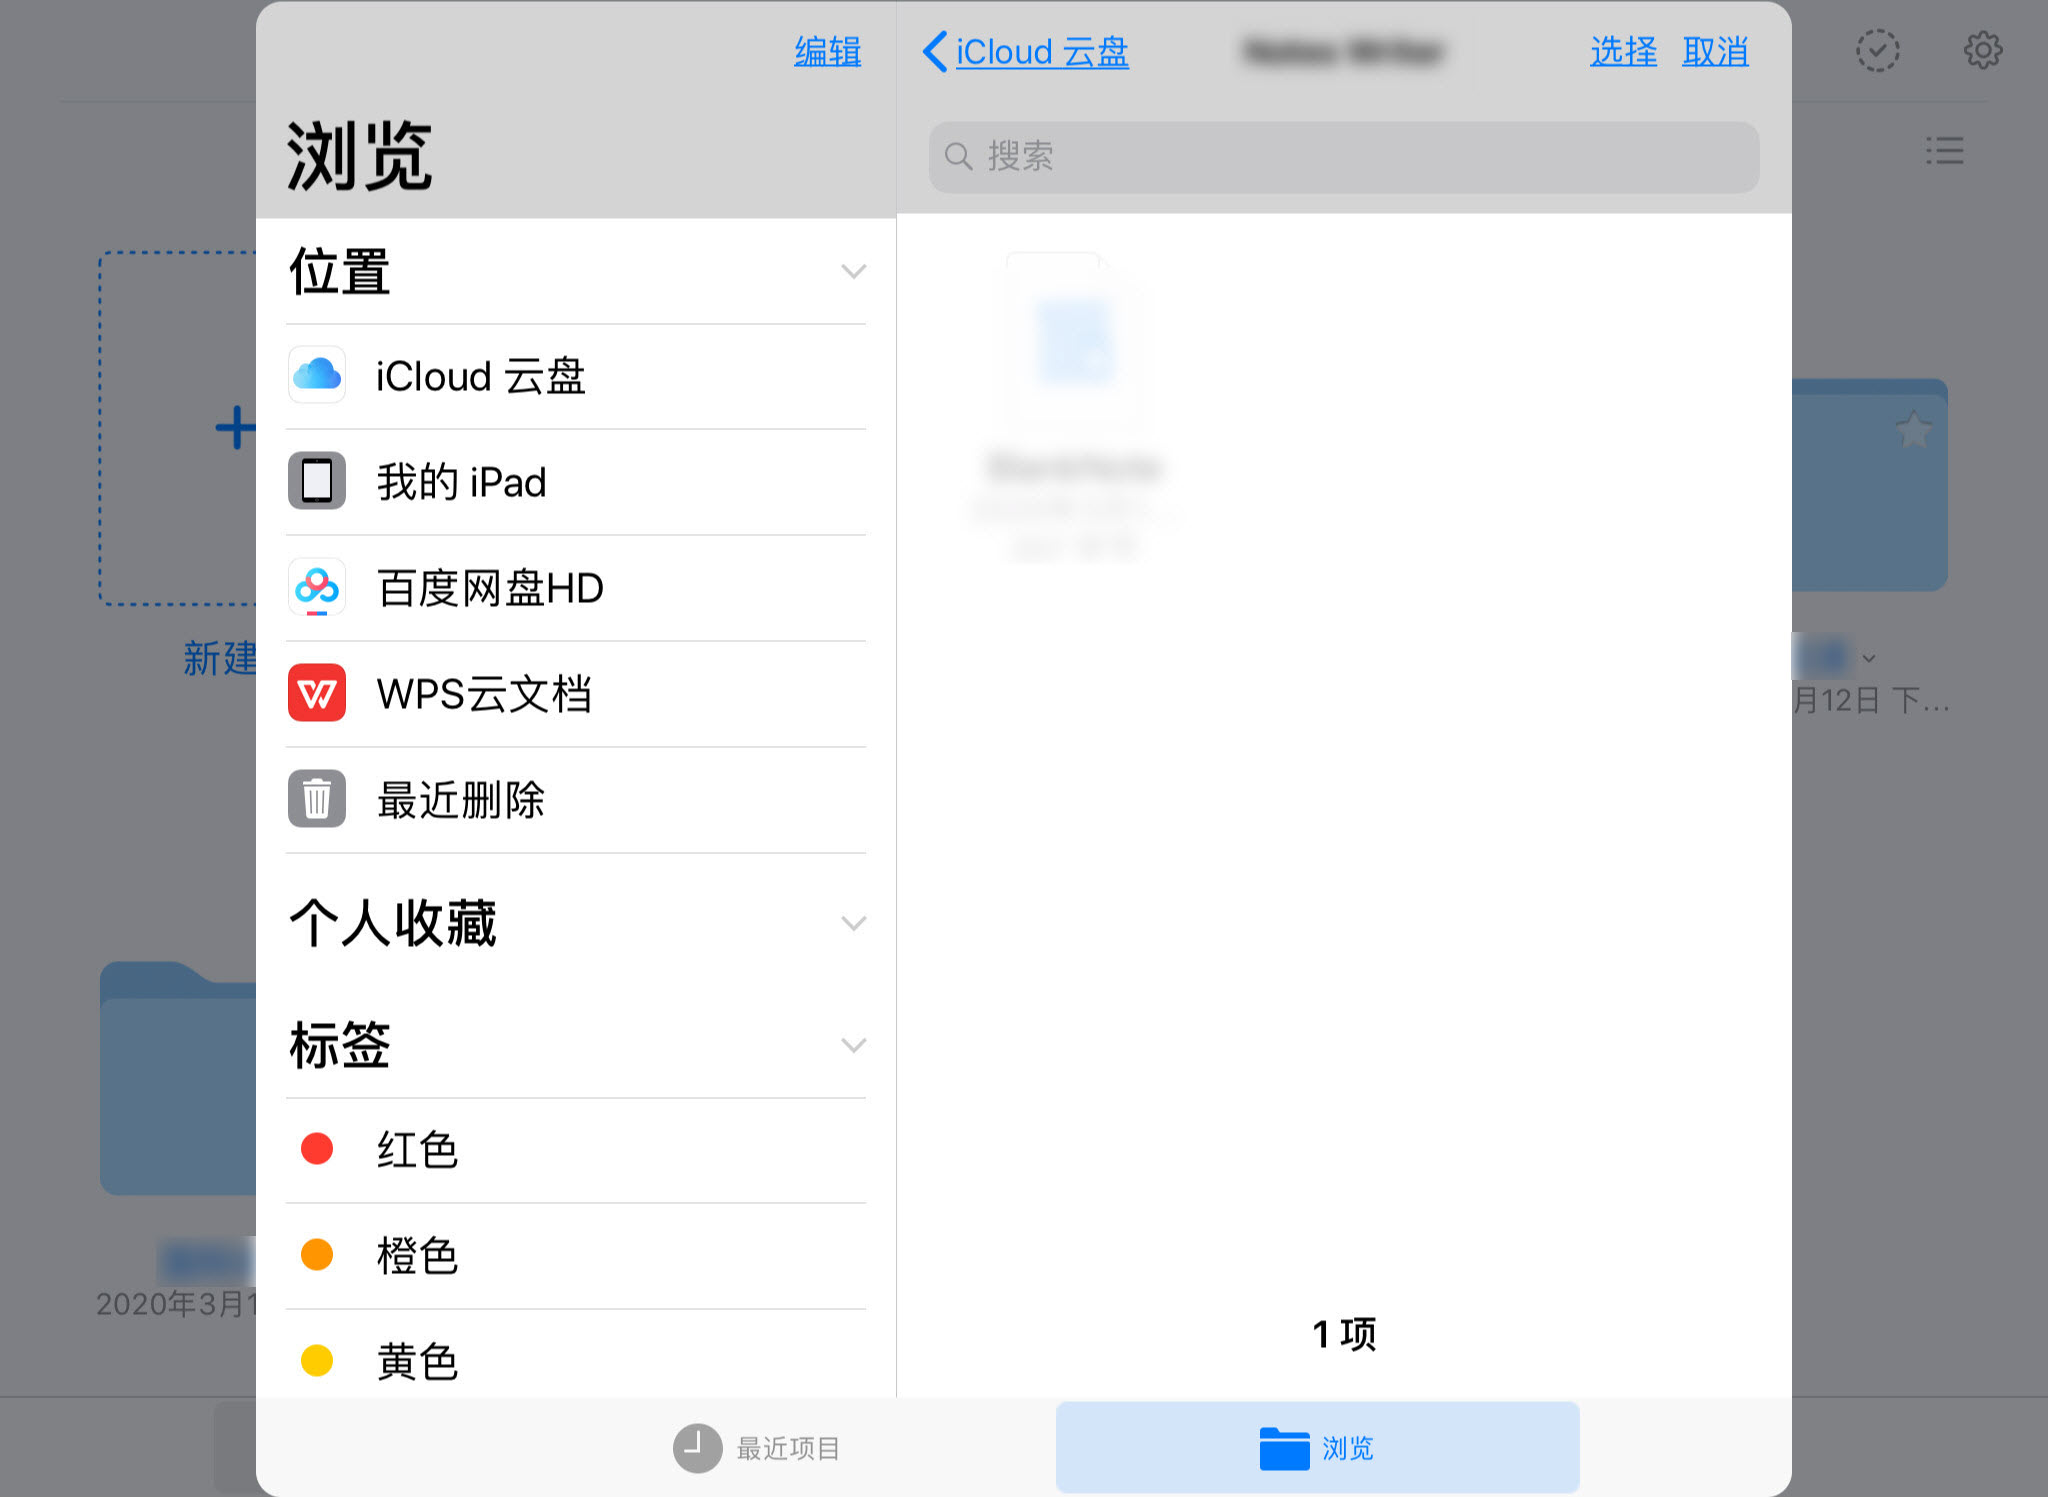 编辑
浏览
位置
iCloud 云盘
我的 iPad
百度网盘HD
WPS云文档
最近删除
个人收藏
标签
红色
橙色
黄色
iCloud 云盘
选择 取消
搜索
1 项
最近项目
浏览
新建
2020年3月1
月12日 下...